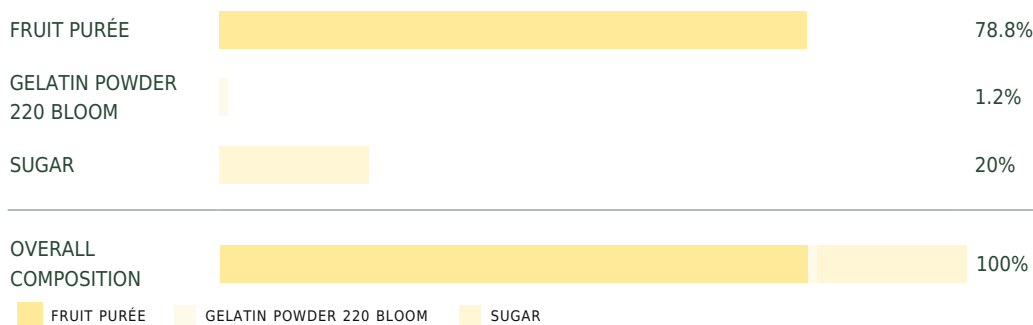 FRUIT PURÉE 78.8%
GELATIN POWDER
220 BLOOM 1.2%
SUGAR 20%
OVERALL
COMPOSITION 100%
FRUIT PURÉE GELATIN POWDER 220 BLOOM SUGAR